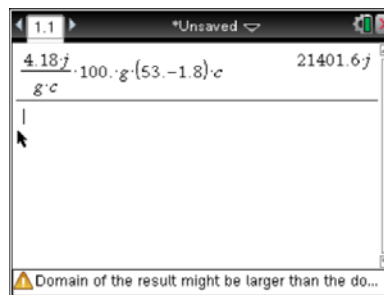 1.1 *Unsaved
4.18·j/g·c ·100.·g·(53.−1.8)·c 21401.6·j
Domain of the result might be larger than the do...